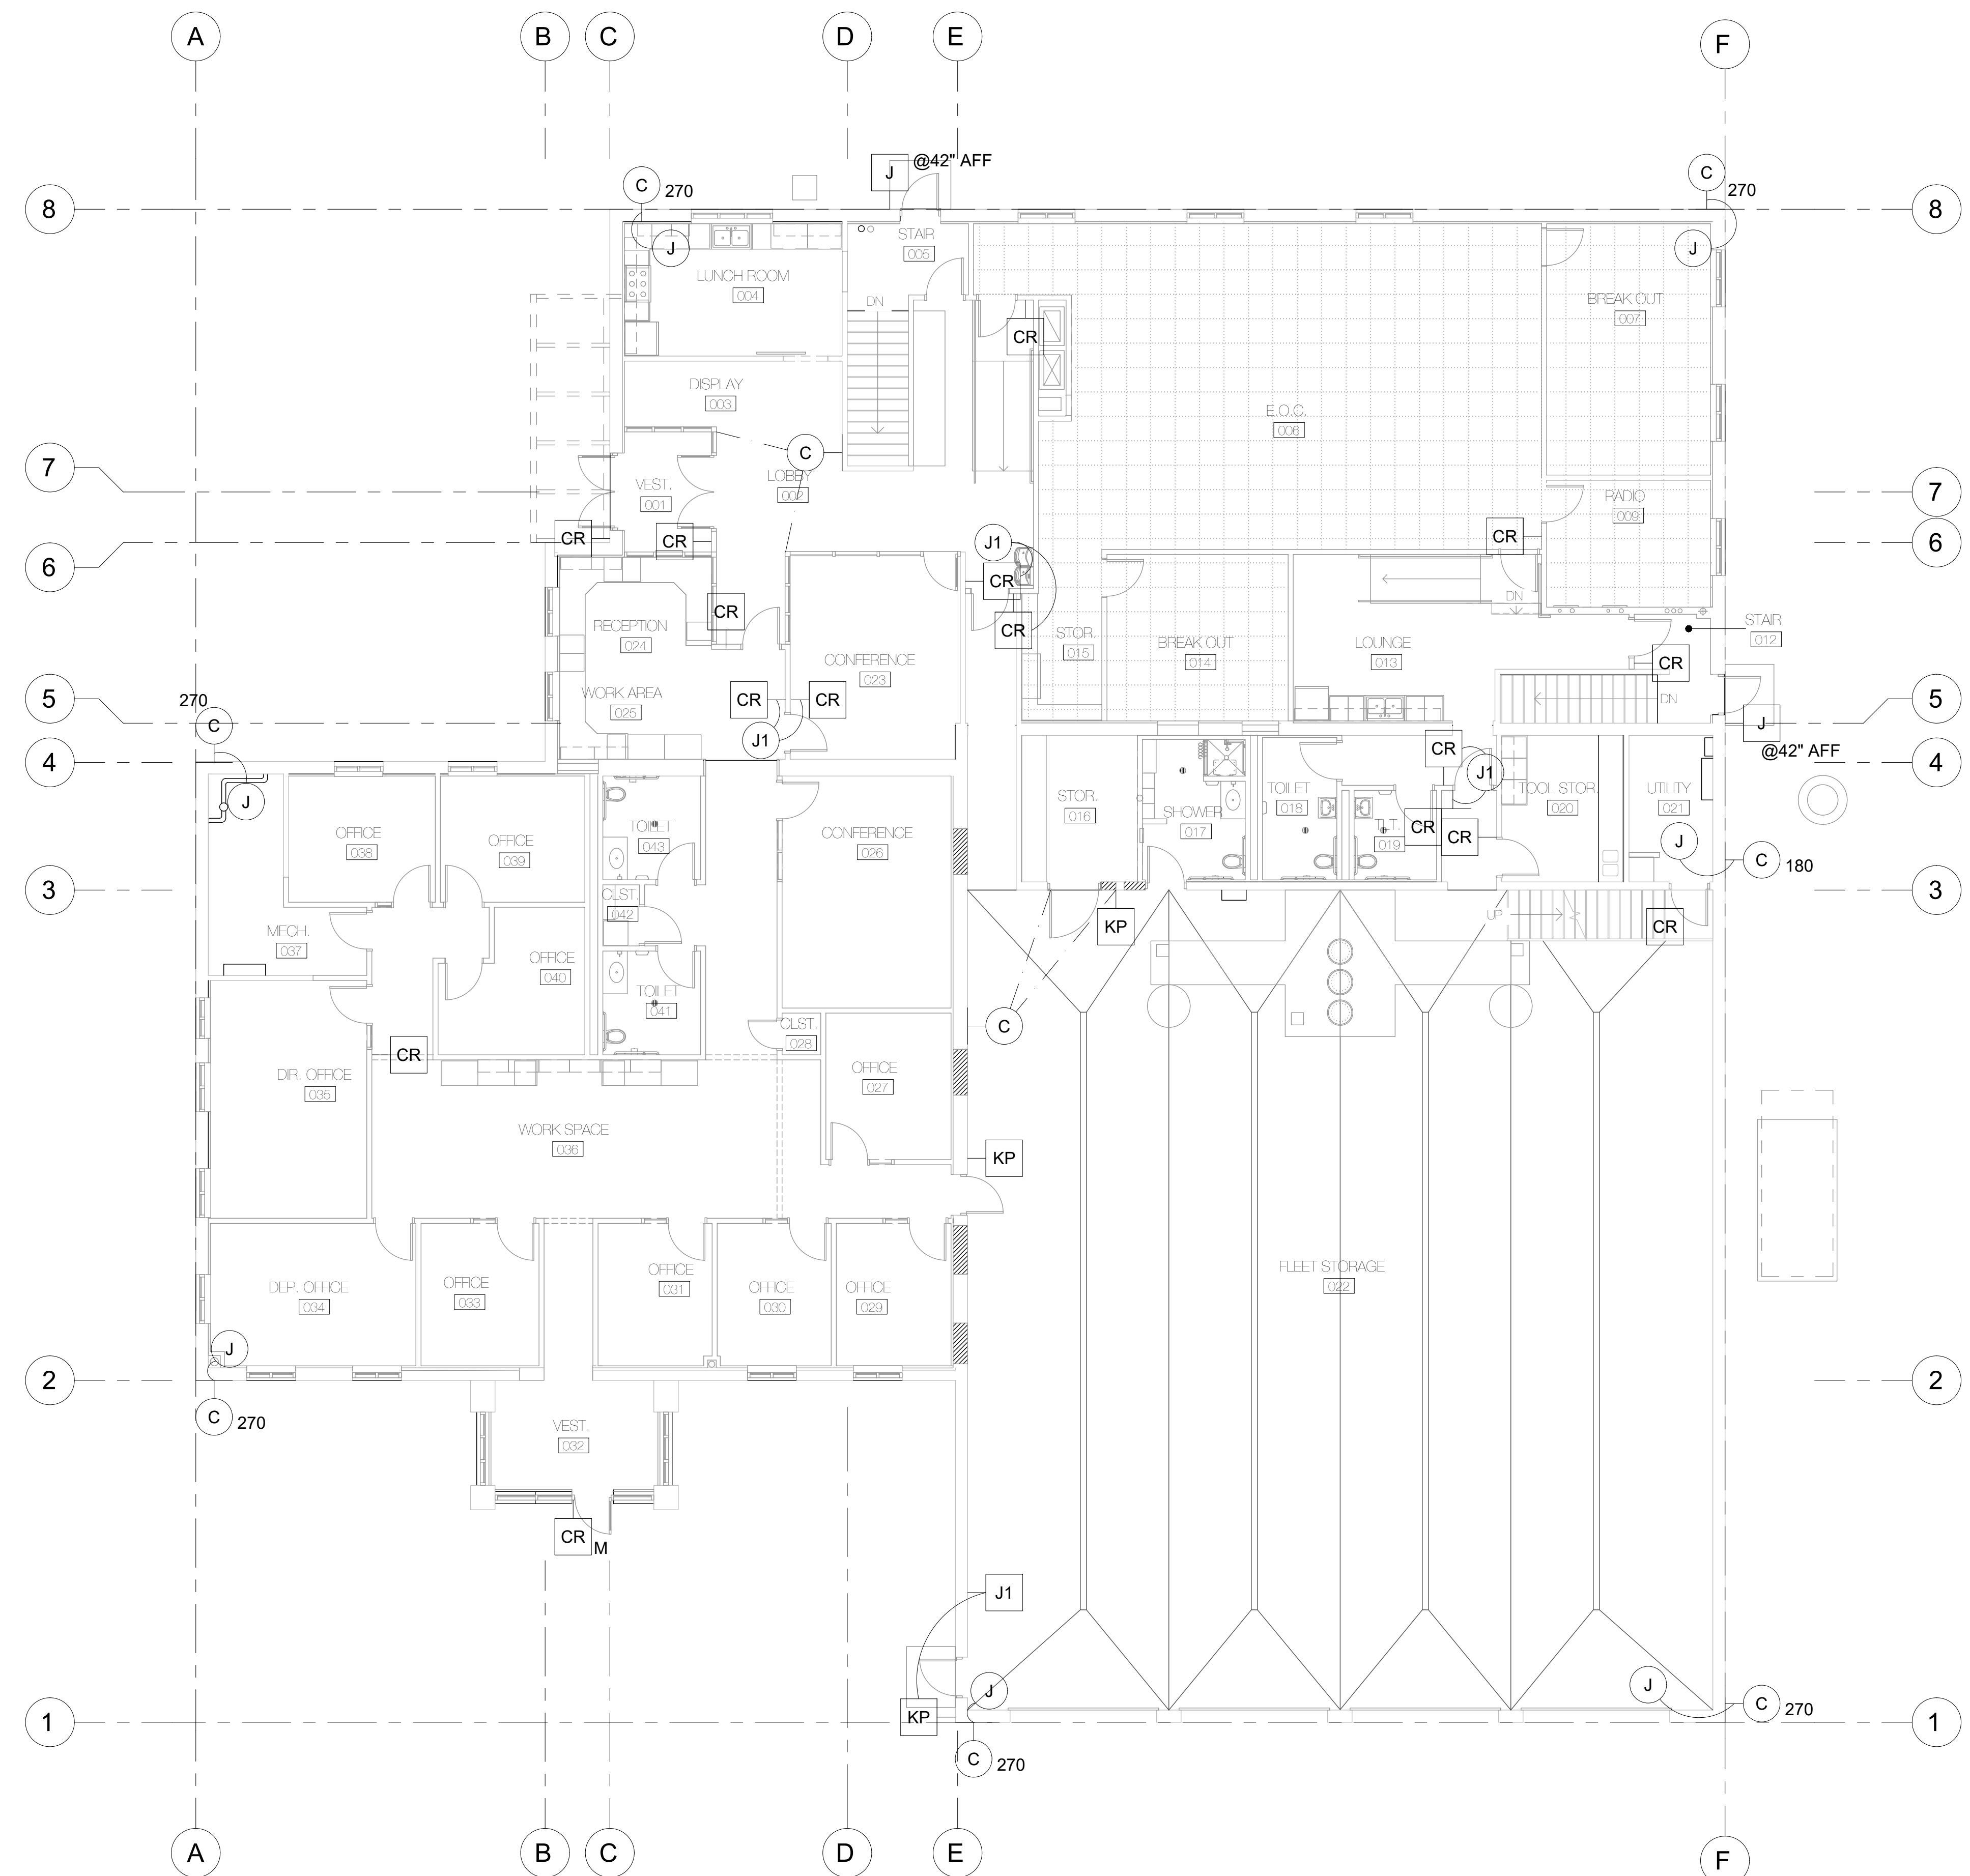 A
B
C
D
E
F
J
@42" AFF
C
270
C
270
8
8
J
STAIR
005
J
LUNCH ROOM
004
DN
BREAK OUT
007
CR
DISPLAY
003
E.O.C.
006
C
7
LOBBY
002
VEST.
001
7
RADIO
009
CR
CR
J1
CR
6
6
CR
CR
DN
RECEPTION
024
CR
STOR.
015
BREAK OUT
014
LOUNGE
013
STAIR
012
CONFERENCE
023
CR
WORK AREA
025
CR
CR
DN
5
5
270
C
J
@42" AFF
J1
CR
4
4
J1
J
STOR.
016
SHOWER
017
TOILET
018
TLT.
019
CR
CR
TOOL STOR.
020
UTILITY
021
OFFICE
038
OFFICE
039
TOILET
043
CONFERENCE
026
J
C
180
3
3
CLST.
042
KP
UP
CR
MECH.
037
OFFICE
040
TOILET
041
CLST.
028
C
CR
DIR. OFFICE
035
OFFICE
027
WORK SPACE
036
KP
FLEET STORAGE
022
DEP. OFFICE
034
OFFICE
033
OFFICE
031
OFFICE
030
OFFICE
029
J
2
2
C
270
VEST.
032
CR
M
J1
J
J
KP
C
270
1
1
C
270
A
B
C
D
E
F